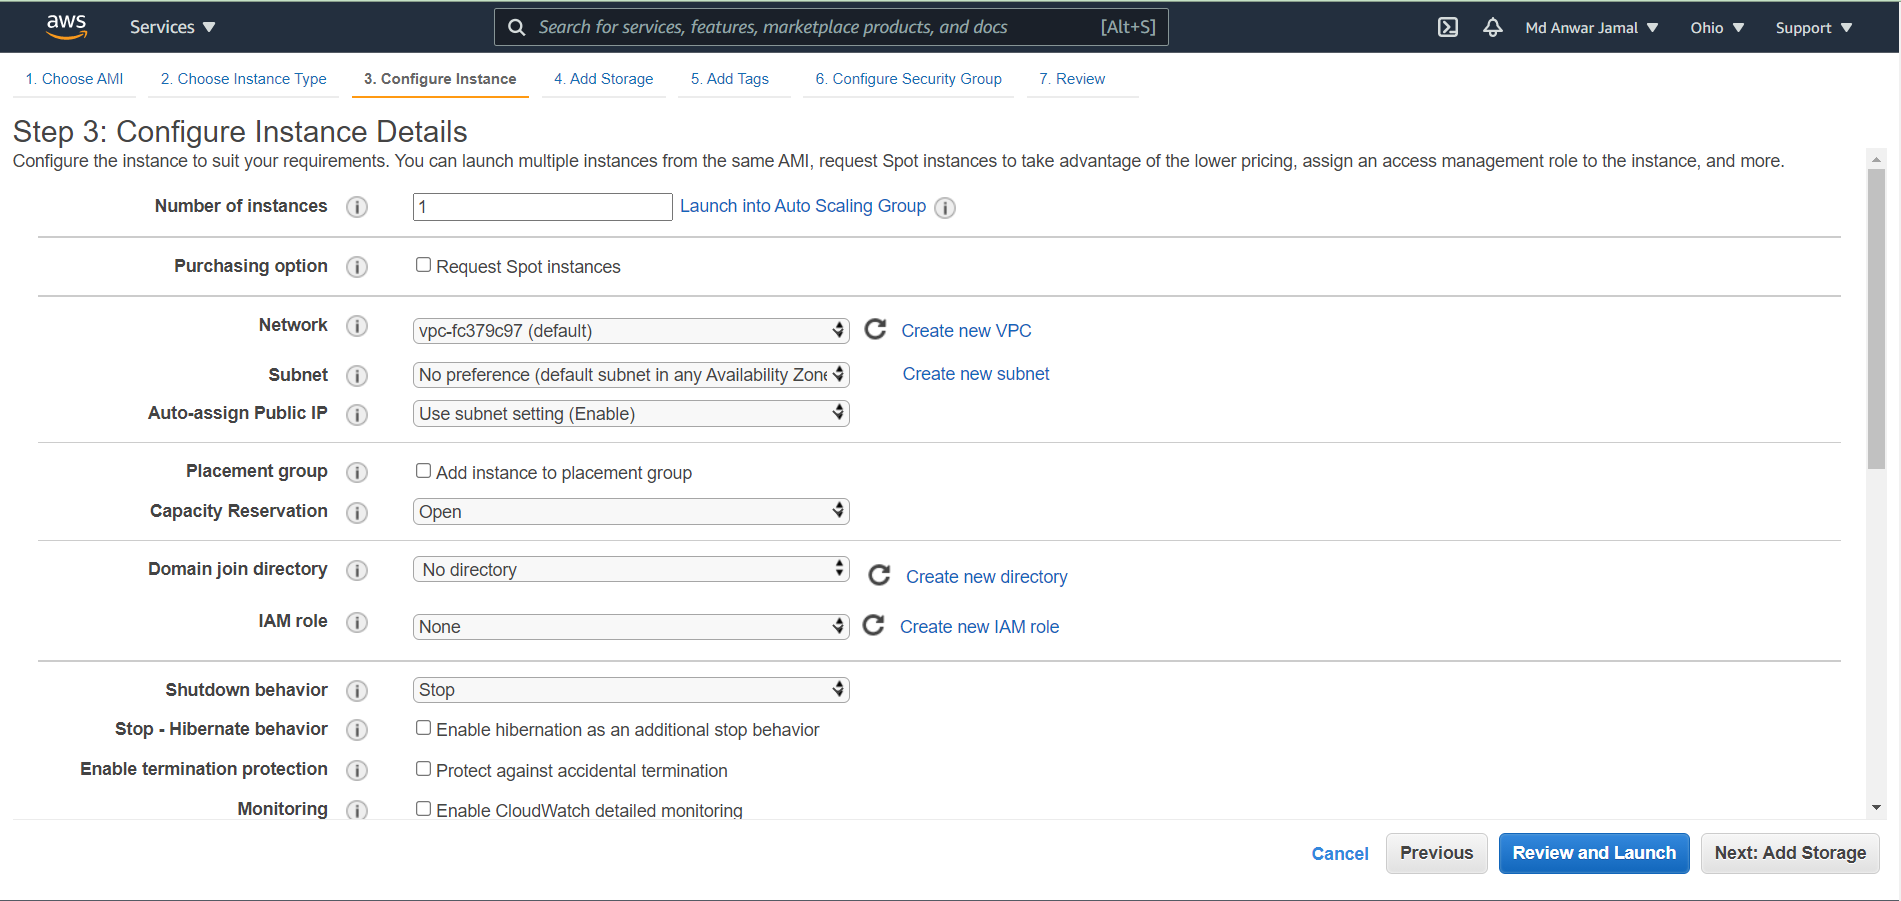 aws Services Search for services, features, marketplace products, and docs [Alt+S] Md Anwar Jamal Ohio Support
1. Choose AMI 2. Choose Instance Type 3. Configure Instance 4. Add Storage 5. Add Tags 6. Configure Security Group 7. Review
Step 3: Configure Instance Details
Configure the instance to suit your requirements. You can launch multiple instances from the same AMI, request Spot instances to take advantage of the lower pricing, assign an access management role to the instance, and more.
Number of instances 1 Launch into Auto Scaling Group
Purchasing option Request Spot instances
Network vpc-fc379c97 (default) Create new VPC
Subnet No preference (default subnet in any Availability Zone Create new subnet
Auto-assign Public IP Use subnet setting (Enable)
Placement group Add instance to placement group
Capacity Reservation Open
Domain join directory No directory Create new directory
IAM role None Create new IAM role
Shutdown behavior Stop
Stop - Hibernate behavior Enable hibernation as an additional stop behavior
Enable termination protection Protect against accidental termination
Monitoring Enable CloudWatch detailed monitoring
Cancel Previous Review and Launch Next: Add Storage